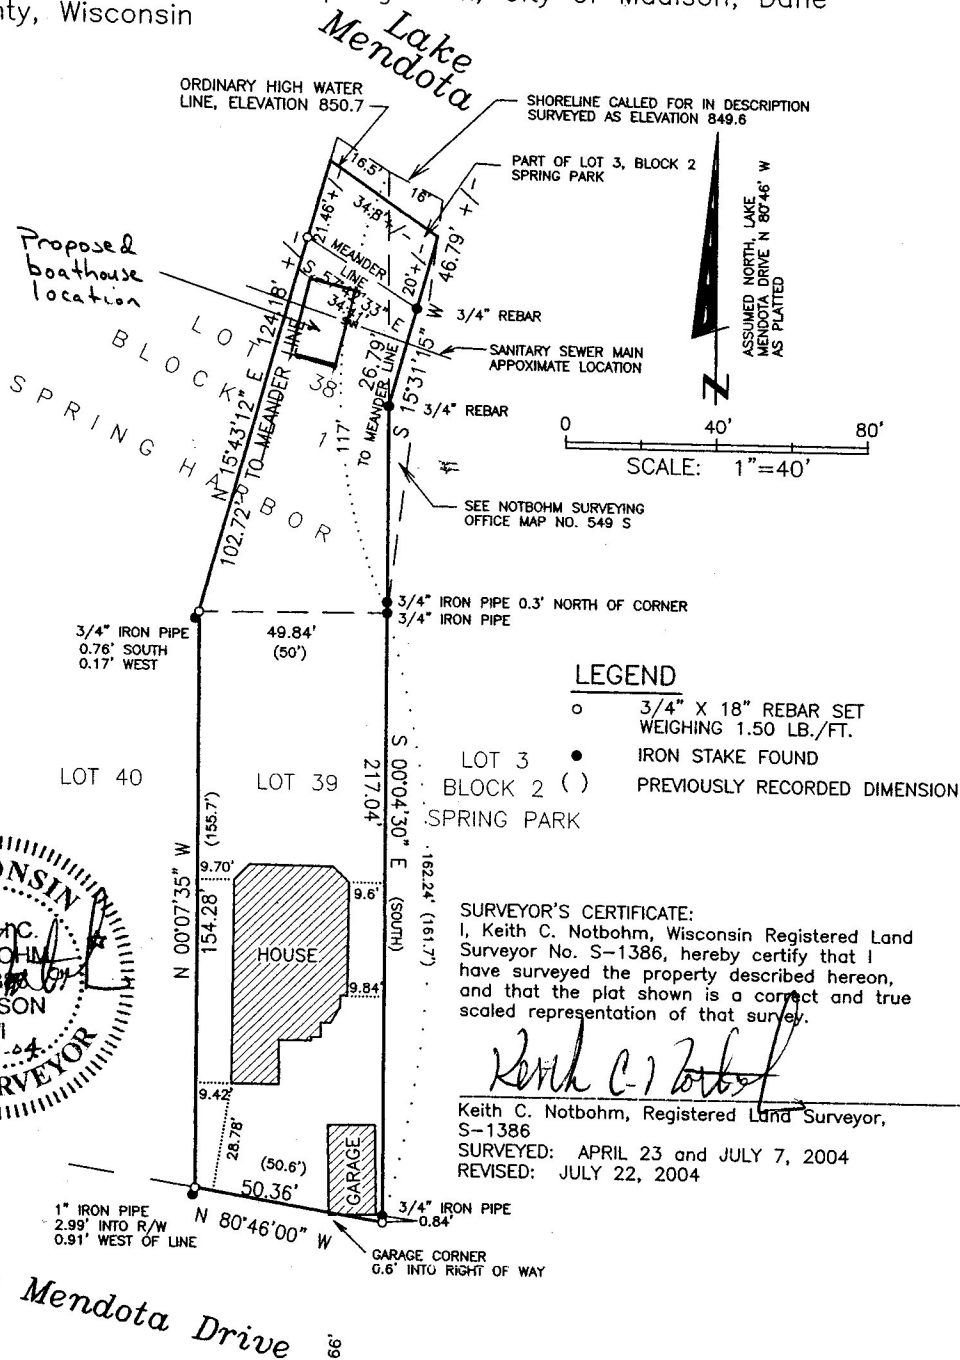 nty, Wisconsin
City of Madison, Dane
Lake
Mendota
ORDINARY HIGH WATER
LINE, ELEVATION 850.7
SHORELINE CALLED FOR IN DESCRIPTION
SURVEYED AS ELEVATION 849.6
PART OF LOT 3, BLOCK 2
SPRING PARK
16.5'
16'
34.8'+/-
21.46'+/-
20'+/-
46.79' +/-
MEANDER
LINE
Proposed
boathouse
location
3/4" REBAR
SANITARY SEWER MAIN
APPOXIMATE LOCATION
3/4" REBAR
ASSUMED NORTH, LAKE
MENDOTA DRIVE N 80°46' W
AS PLATTED
N
0 40' 80'
SCALE: 1"=40'
LOT 38
BLOCK 1
SPRING HARBOR
N 15°43'12" E 124.18' +/-
102.72' TO MEANDER LINE
117'
26.79'
TO MEANDER LINE
S 15°31'15" W
SEE NOTBOHM SURVEYING
OFFICE MAP NO. 549 S
3/4" IRON PIPE 0.3' NORTH OF CORNER
3/4" IRON PIPE
3/4" IRON PIPE
0.76' SOUTH
0.17' WEST
49.84'
(50')
LEGEND
3/4" X 18" REBAR SET
WEIGHING 1.50 LB./FT.
IRON STAKE FOUND
( ) PREVIOUSLY RECORDED DIMENSION
LOT 40
LOT 39
LOT 3
BLOCK 2
SPRING PARK
S 00°04'30" E (SOUTH)
217.04'
N 00°07'35" W
154.28' (155.7')
162.24' (161.7')
9.70'
9.6'
HOUSE
9.84'
9.42'
28.78'
GARAGE
(50.6')
50.36'
N 80°46'00" W
3/4" IRON PIPE
0.84'
1" IRON PIPE
2.99' INTO R/W
0.91' WEST OF LINE
GARAGE CORNER
0.6' INTO RIGHT OF WAY
SURVEYOR'S CERTIFICATE:
I, Keith C. Notbohm, Wisconsin Registered Land
Surveyor No. S-1386, hereby certify that I
have surveyed the property described hereon,
and that the plat shown is a correct and true
scaled representation of that survey.
Keith C. Notbohm
Keith C. Notbohm, Registered Land Surveyor,
S-1386
SURVEYED: APRIL 23 and JULY 7, 2004
REVISED: JULY 22, 2004
Mendota Drive
66'